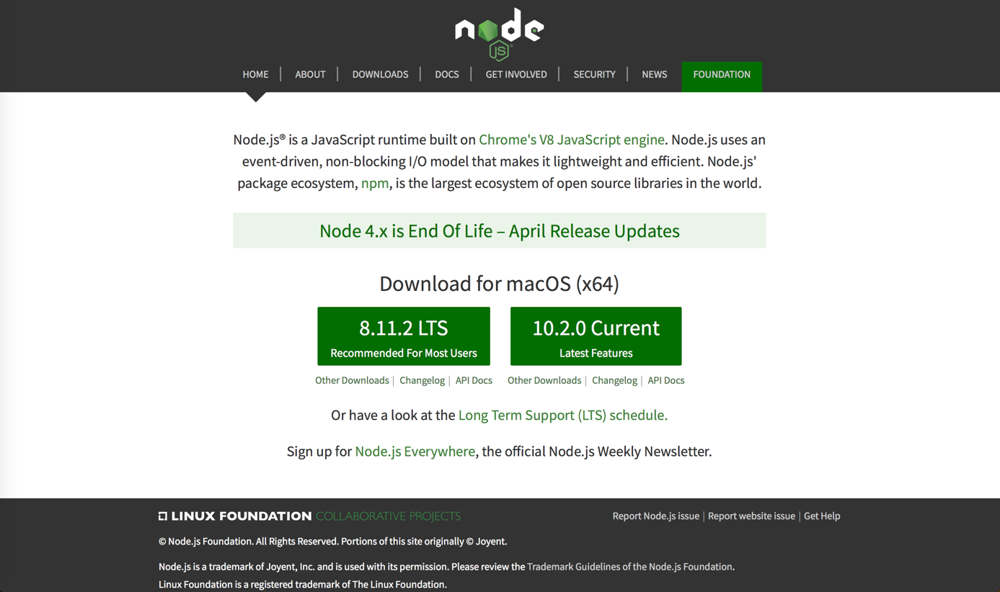 node
JS
HOME | ABOUT | DOWNLOADS | DOCS | GET INVOLVED | SECURITY | NEWS FOUNDATION
Node.js® is a JavaScript runtime built on Chrome's V8 JavaScript engine. Node.js uses an
event-driven, non-blocking I/O model that makes it lightweight and efficient. Node.js'
package ecosystem, npm, is the largest ecosystem of open source libraries in the world.
Node 4.x is End Of Life – April Release Updates
Download for macOS (x64)
8.11.2 LTS
Recommended For Most Users
10.2.0 Current
Latest Features
Other Downloads | Changelog | API Docs
Other Downloads | Changelog | API Docs
Or have a look at the Long Term Support (LTS) schedule.
Sign up for Node.js Everywhere, the official Node.js Weekly Newsletter.
LINUX FOUNDATION COLLABORATIVE PROJECTS
Report Node.js issue | Report website issue | Get Help
© Node.js Foundation. All Rights Reserved. Portions of this site originally © Joyent.
Node.js is a trademark of Joyent, Inc. and is used with its permission. Please review the Trademark Guidelines of the Node.js Foundation.
Linux Foundation is a registered trademark of The Linux Foundation.